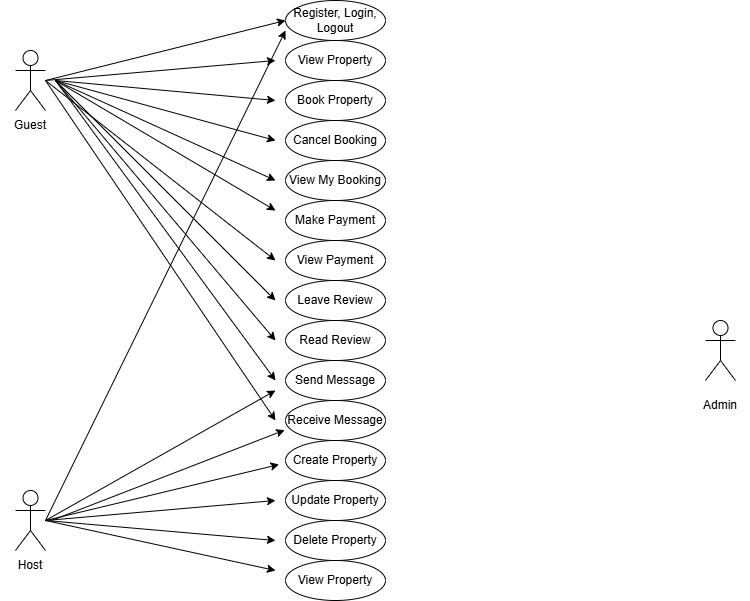 Register, Login,
Logout
View Property
Book Property
Guest
Cancel Booking
View My Booking
Make Payment
View Payment
Leave Review
Read Review
Send Message
Admin
Receive Message
Create Property
Update Property
Delete Property
Host
View Property